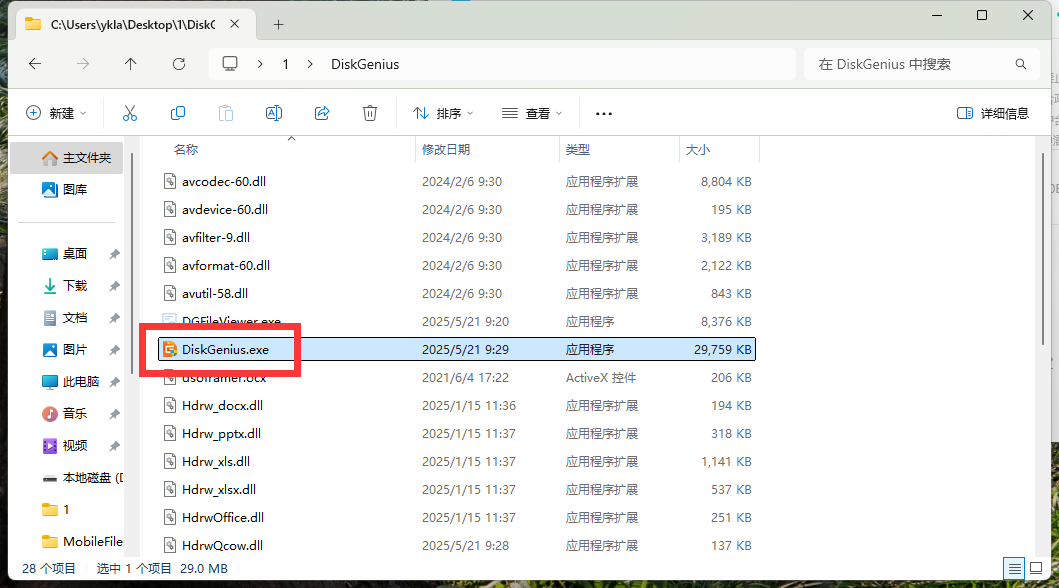 C:\Users\ykla\Desktop\1\Disk
1 DiskGenius 在 DiskGenius 中搜索
新建 排序 查看 ... 详细信息
名称 修改日期 类型 大小
主文件夹
图库
桌面
下载
文档
图片
此电脑
音乐
视频
本地磁盘 (
1
MobileFile
avcodec-60.dll 2024/2/6 9:30 应用程序扩展 8,804 KB
avdevice-60.dll 2024/2/6 9:30 应用程序扩展 195 KB
avfilter-9.dll 2024/2/6 9:30 应用程序扩展 3,189 KB
avformat-60.dll 2024/2/6 9:30 应用程序扩展 2,122 KB
avutil-58.dll 2024/2/6 9:30 应用程序扩展 843 KB
DGFileViewer.exe 2025/5/21 9:20 应用程序 8,376 KB
DiskGenius.exe 2025/5/21 9:29 应用程序 29,759 KB
dsoframer.ocx 2021/6/4 17:22 ActiveX 控件 206 KB
Hdrw_docx.dll 2025/1/15 11:36 应用程序扩展 194 KB
Hdrw_pptx.dll 2025/1/15 11:37 应用程序扩展 318 KB
Hdrw_xls.dll 2025/1/15 11:37 应用程序扩展 1,141 KB
Hdrw_xlsx.dll 2025/1/15 11:37 应用程序扩展 537 KB
HdrwOffice.dll 2025/1/15 11:37 应用程序扩展 251 KB
HdrwQcow.dll 2025/5/21 9:28 应用程序扩展 137 KB
28 个项目 选中 1 个项目 29.0 MB